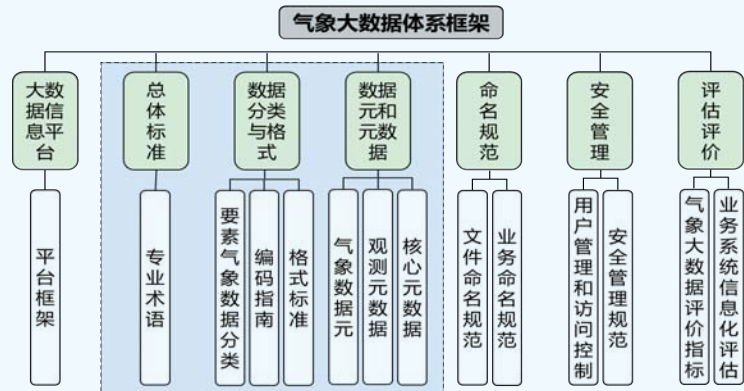 气象大数据体系框架
大数据信息平台
总体标准
数据分类与格式
数据元和元数据
命名规范
安全管理
评估评价
平台框架
专业术语
要素气象数据分类
编码指南
格式标准
气象数据元
观测元数据
核心元数据
文件命名规范
业务命名规范
用户管理和访问控制
安全管理规范
气象大数据评价指标
业务系统信息化评估